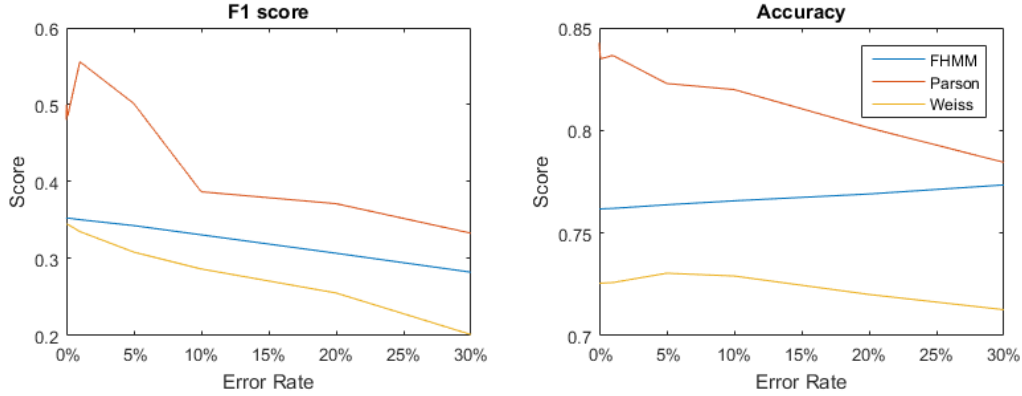 F1 score
0.6
0.5
0.4
0.3
0.2
Score
0% 5% 10% 15% 20% 25% 30%
Error Rate
Accuracy
0.85
0.8
0.75
0.7
Score
FHMM
Parson
Weiss
0% 5% 10% 15% 20% 25% 30%
Error Rate